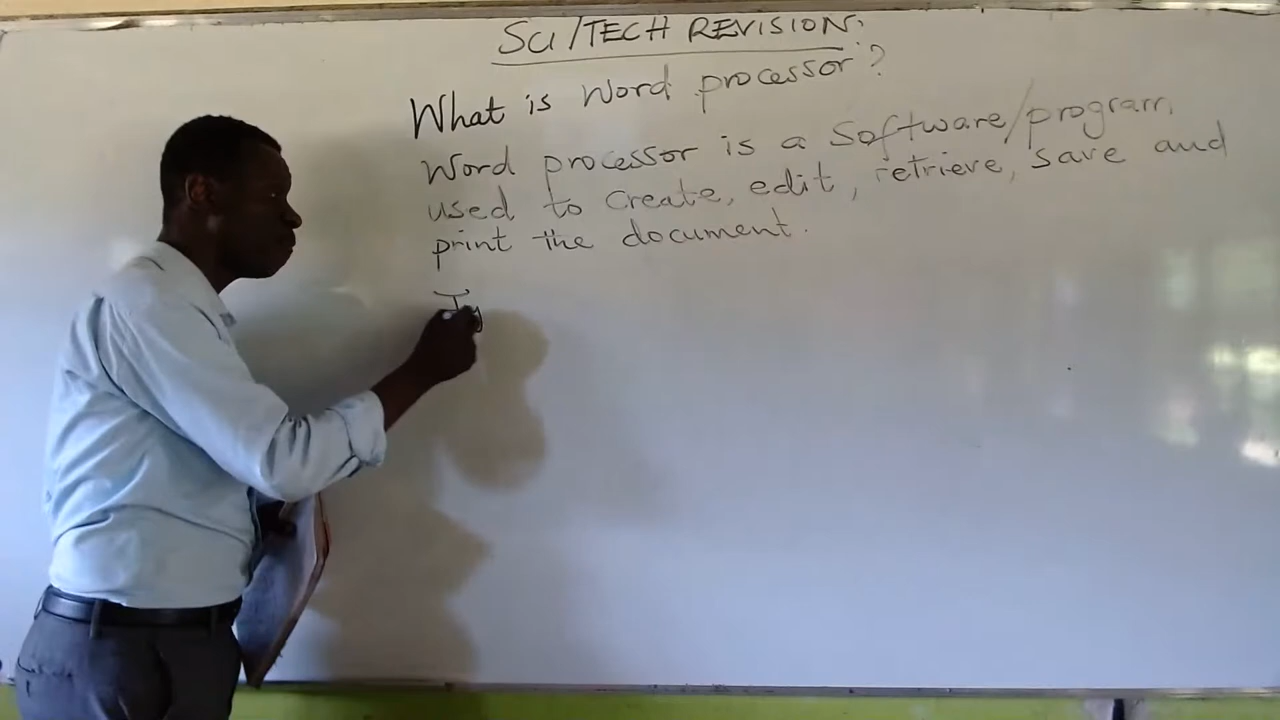 SCI/TECH REVISION.
What is Word processor?
Word processor is a Software/program,
used to create, edit, retrieve, save and
print the document.
Ty